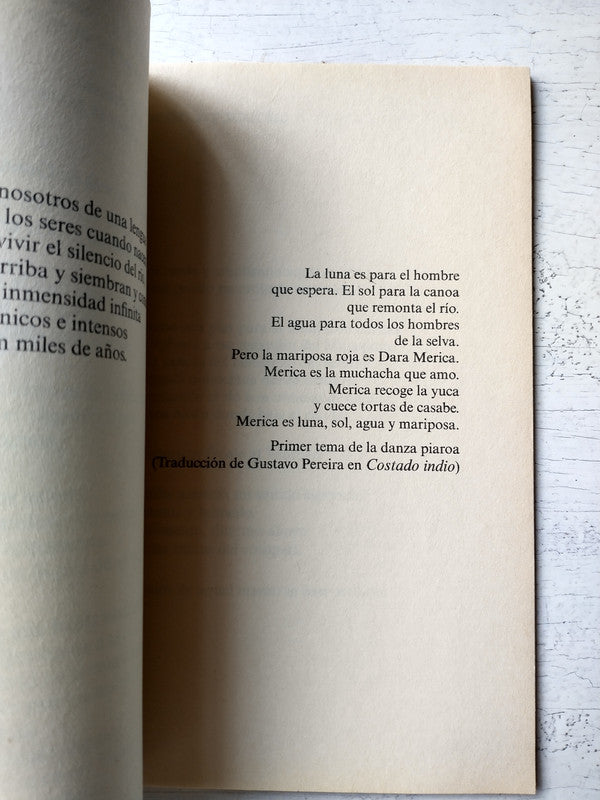 nosotros de una lengua
los seres cuando
vivir el silencio del río,
rriba y siembran y
inmensidad infinita
nicos e intensos
n miles de años.
La luna es para el hombre
que espera. El sol para la canoa
que remonta el río.
El agua para todos los hombres
de la selva.
Pero la mariposa roja es Dara Merica.
Merica es la muchacha que amo.
Merica recoge la yuca
y cuece tortas de casabe.
Merica es luna, sol, agua y mariposa.
Primer tema de la danza piaroa
(Traducción de Gustavo Pereira en Costado indio)